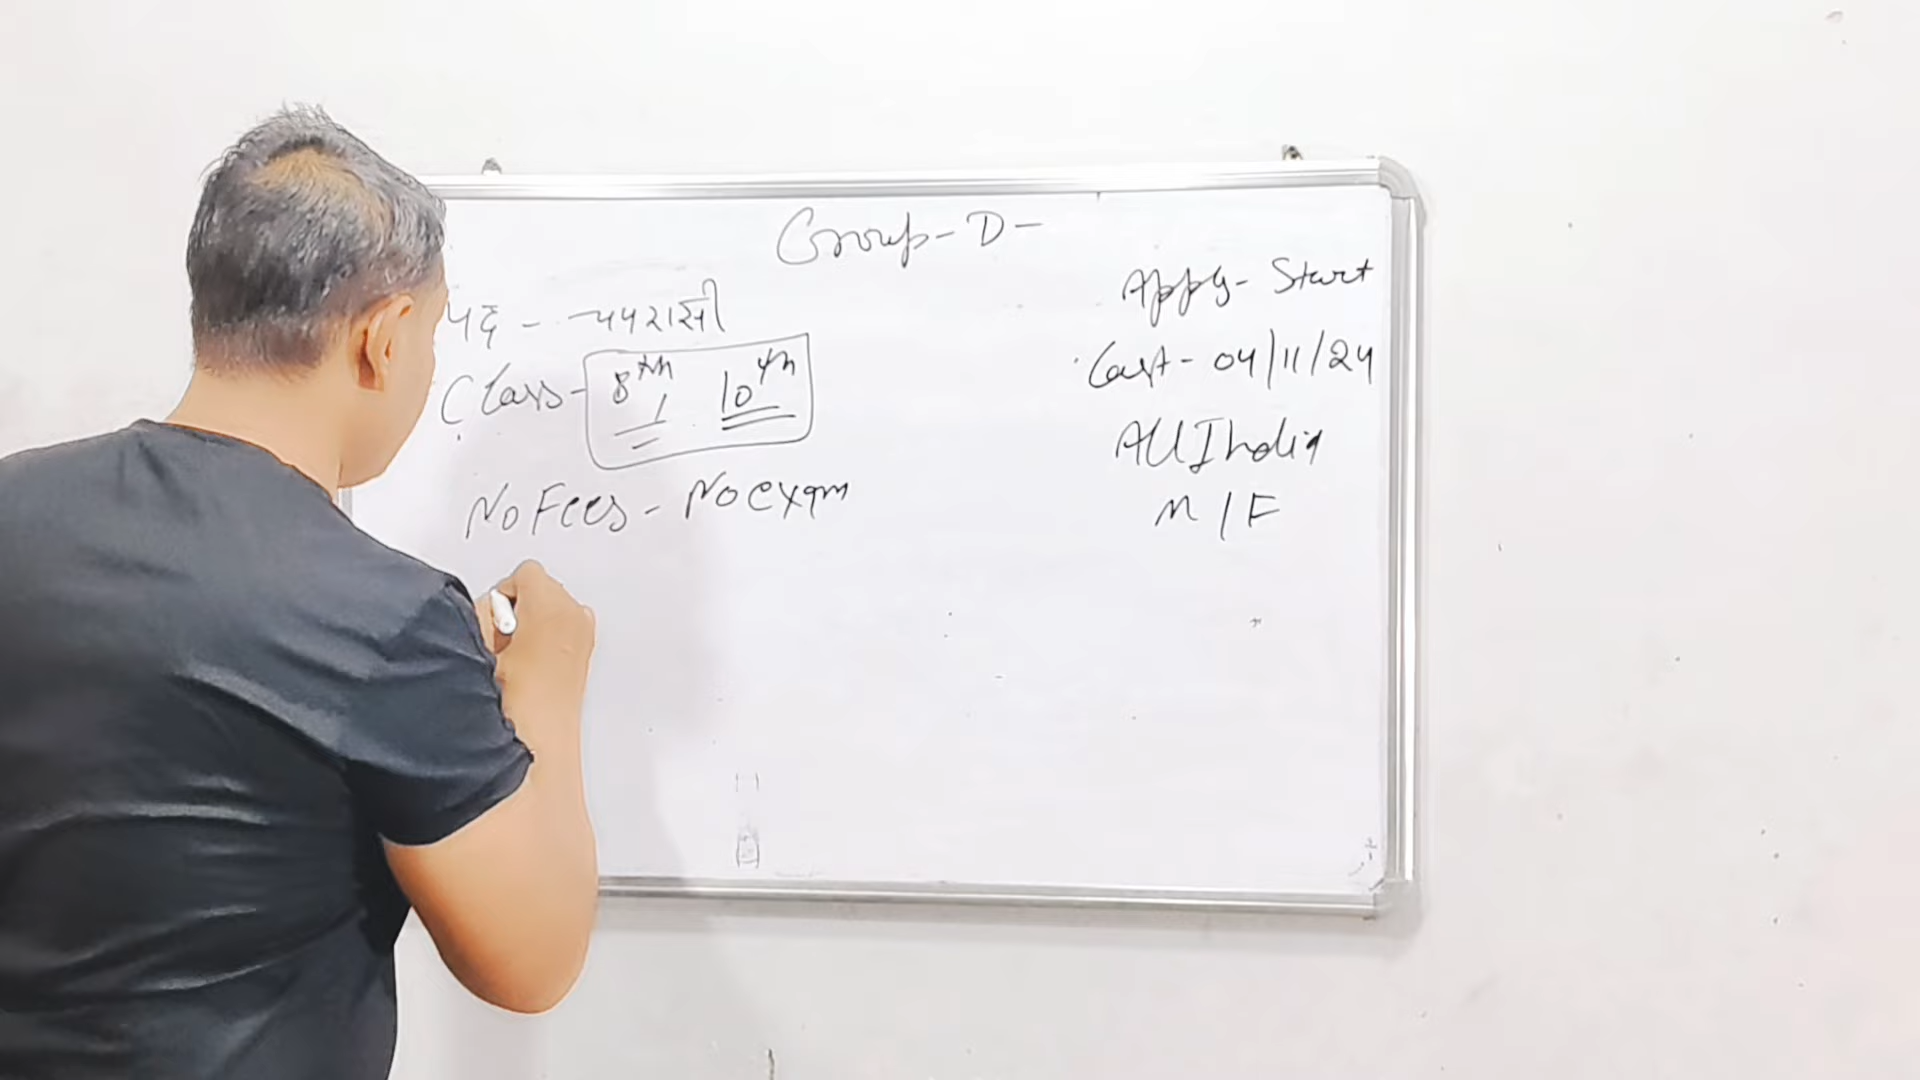 Group - D -
पद - चपरासी
Class - 8th 10th
No Fees - No exam
Apply - Start
Last - 04/11/24
All India
M / F